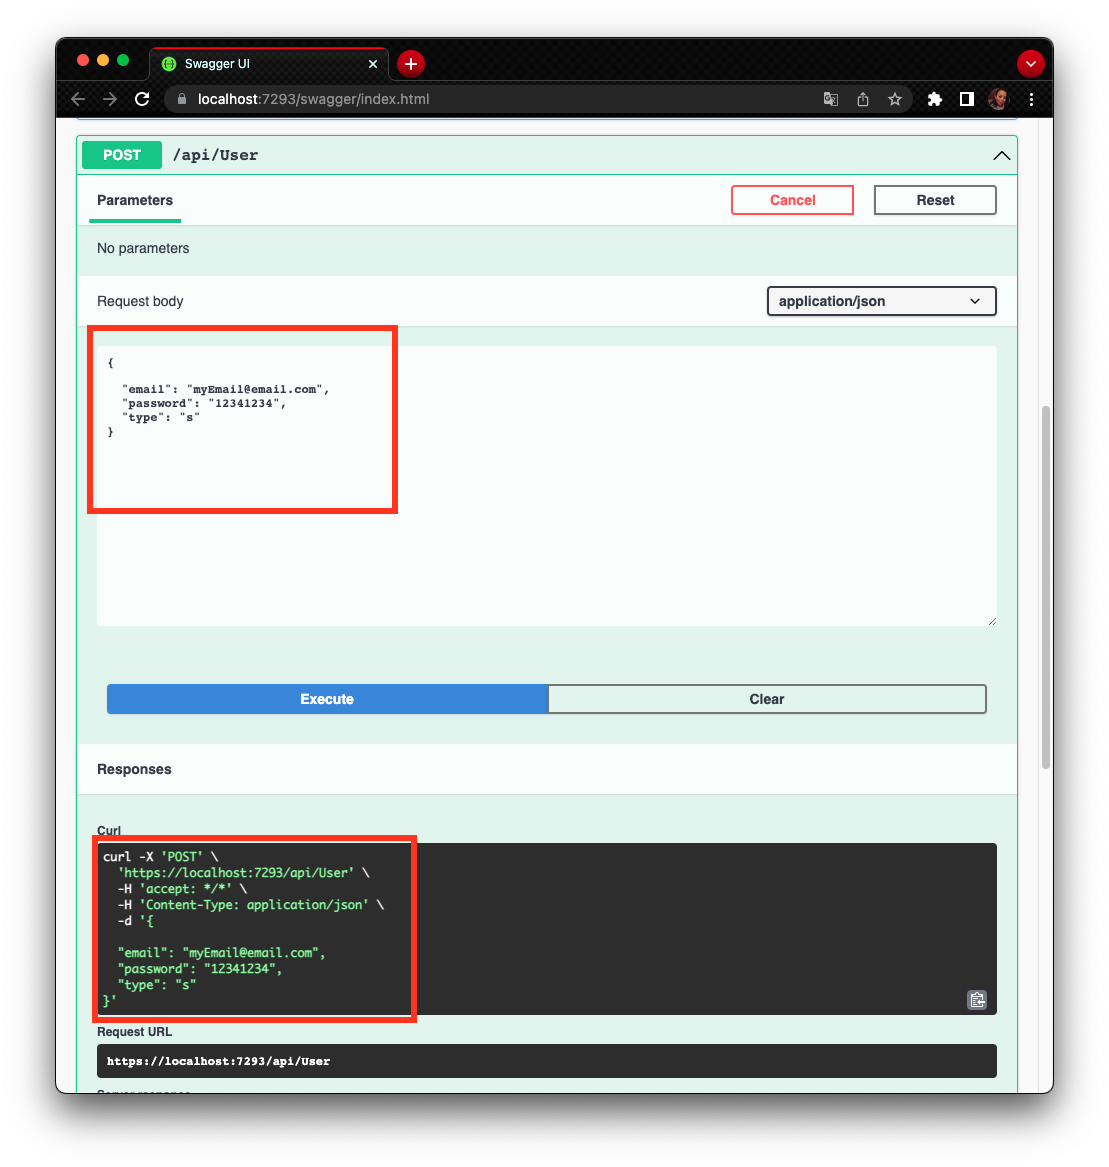 Swagger UI
localhost:7293/swagger/index.html
POST /api/User
Parameters
Cancel
Reset
No parameters
Request body
application/json
{
"email": "myEmail@email.com",
"password": "12341234",
"type": "s"
}
Execute
Clear
Responses
Curl
curl -X 'POST' \
'https://localhost:7293/api/User' \
-H 'accept: */*' \
-H 'Content-Type: application/json' \
-d '{
"email": "myEmail@email.com",
"password": "12341234",
"type": "s"
}'
Request URL
https://localhost:7293/api/User
Server response